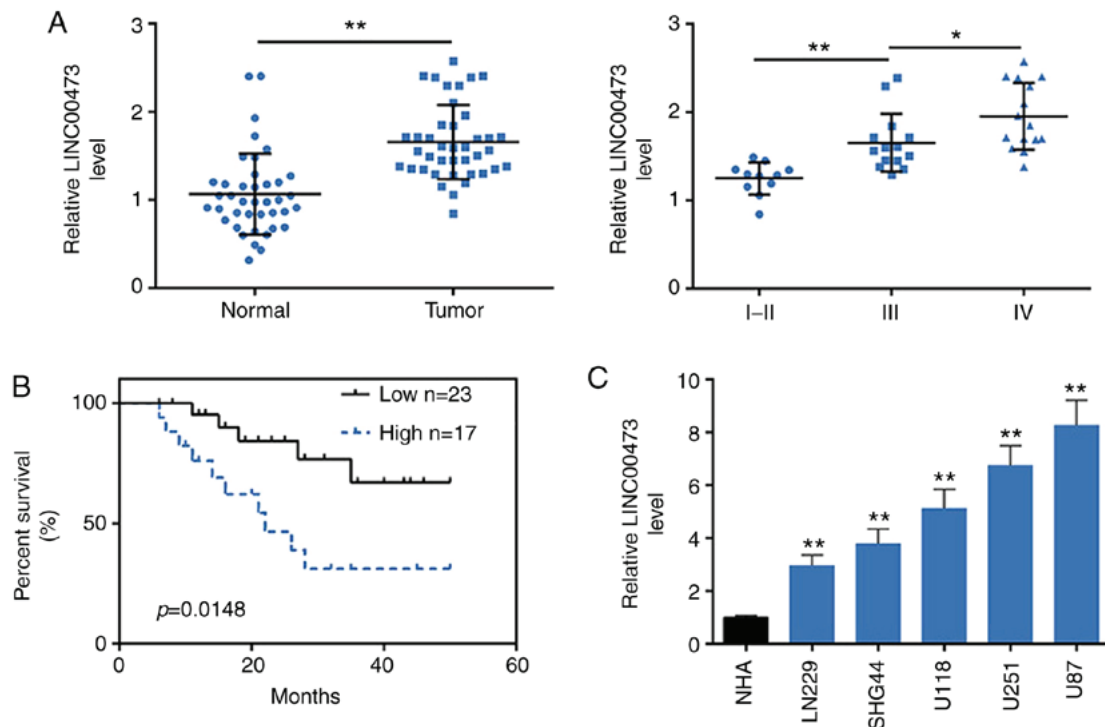 A
Relative LINC00473
level
3
2
1
0
**
Normal
Tumor
Relative LINC00473
level
3
2
1
0
**
*
I–II
III
IV
B
Percent survival
(%)
100
50
0
Low n=23
High n=17
p=0.0148
0
20
40
60
Months
C
Relative LINC00473
level
10
8
6
4
2
0
**
**
**
**
**
NHA
LN229
SHG44
U118
U251
U87